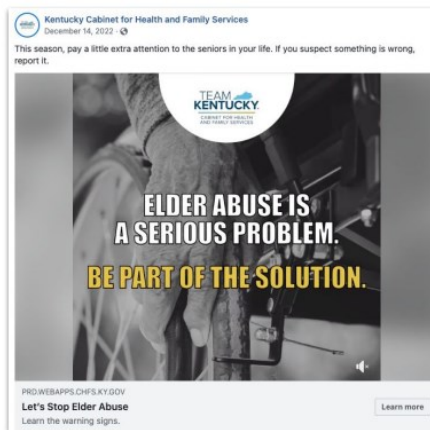 Kentucky Cabinet for Health and Family Services
December 14, 2022 ·
This season, pay a little extra attention to the seniors in your life. If you suspect something is wrong,
report it.
TEAM
KENTUCKY
CABINET FOR HEALTH
AND FAMILY SERVICES
ELDER ABUSE IS
A SERIOUS PROBLEM.
BE PART OF THE SOLUTION.
PRD.WEBAPPS.CHFS.KY.GOV
Let's Stop Elder Abuse
Learn more
Learn the warning signs.